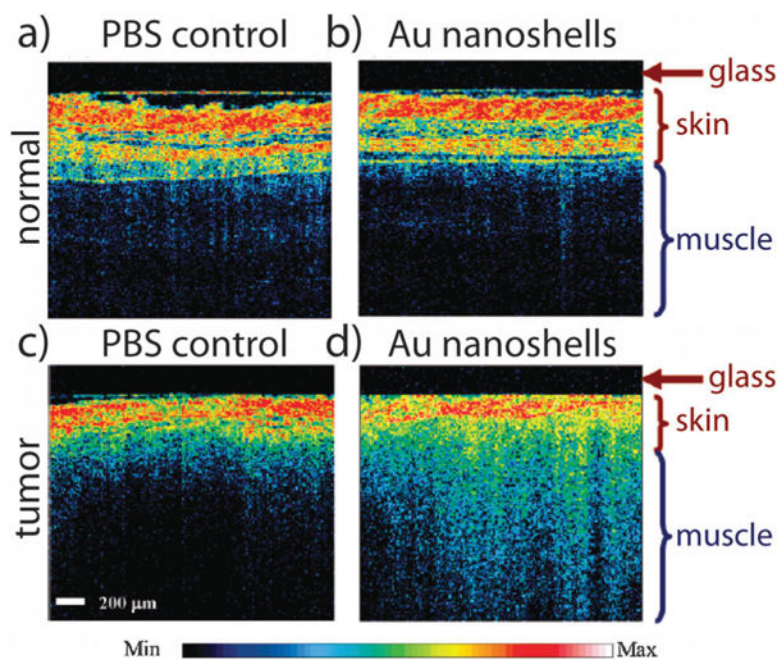 a) PBS control
b) Au nanoshells
glass
skin
muscle
normal
c) PBS control
d) Au nanoshells
glass
skin
muscle
tumor
200 μm
Min
Max